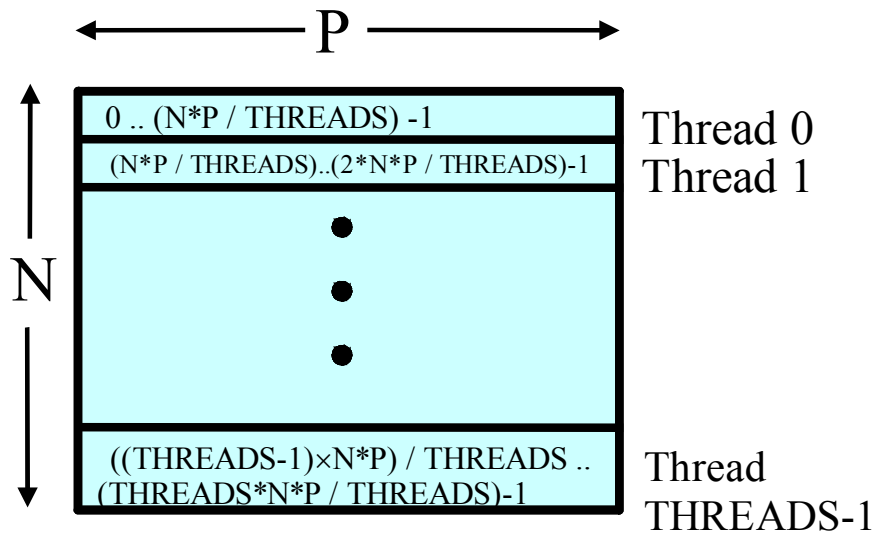 P
0 .. (N*P / THREADS) -1
Thread 0
(N*P / THREADS)..(2*N*P / THREADS)-1
Thread 1
N
((THREADS-1)×N*P) / THREADS ..
(THREADS*N*P / THREADS)-1
Thread
THREADS-1